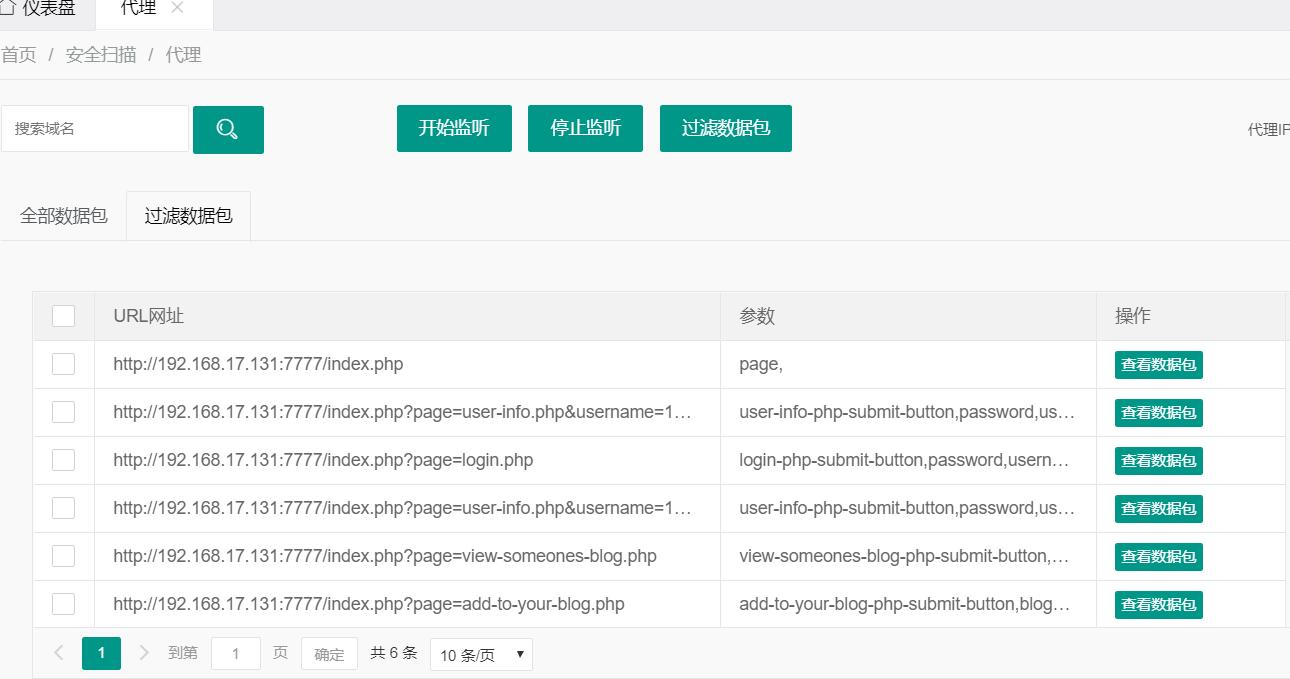 仪表盘 代理
首页 / 安全扫描 / 代理
搜索域名 开始监听 停止监听 过滤数据包 代理IP
全部数据包 过滤数据包
URL网址 参数 操作
http://192.168.17.131:7777/index.php page, 查看数据包
http://192.168.17.131:7777/index.php?page=user-info.php&username=1… user-info-php-submit-button,password,us… 查看数据包
http://192.168.17.131:7777/index.php?page=login.php login-php-submit-button,password,usern… 查看数据包
http://192.168.17.131:7777/index.php?page=user-info.php&username=1… user-info-php-submit-button,password,us… 查看数据包
http://192.168.17.131:7777/index.php?page=view-someones-blog.php view-someones-blog-php-submit-button,… 查看数据包
http://192.168.17.131:7777/index.php?page=add-to-your-blog.php add-to-your-blog-php-submit-button,blog… 查看数据包
1 到第 1 页 确定 共 6 条 10 条/页